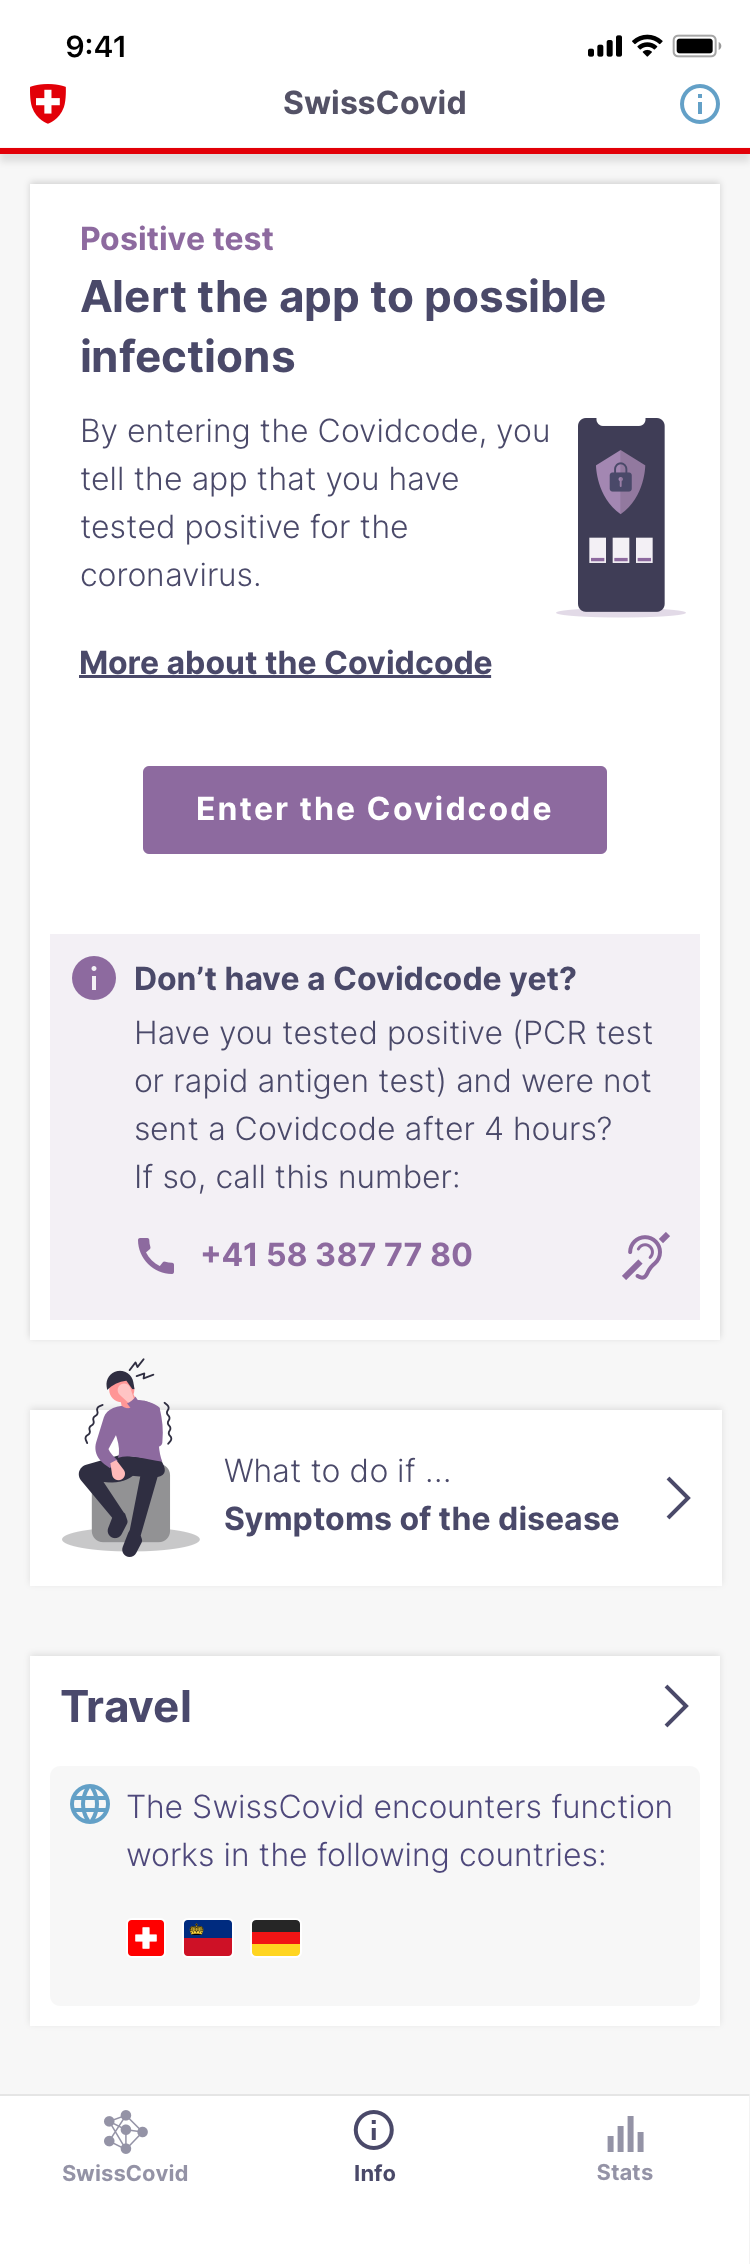 9:41
SwissCovid
Positive test
Alert the app to possible
infections
By entering the Covidcode, you
tell the app that you have
tested positive for the
coronavirus.
More about the Covidcode
Enter the Covidcode
Don’t have a Covidcode yet?
Have you tested positive (PCR test
or rapid antigen test) and were not
sent a Covidcode after 4 hours?
If so, call this number:
+41 58 387 77 80
What to do if ...
Symptoms of the disease
Travel
The SwissCovid encounters function
works in the following countries:
SwissCovid
Info
Stats